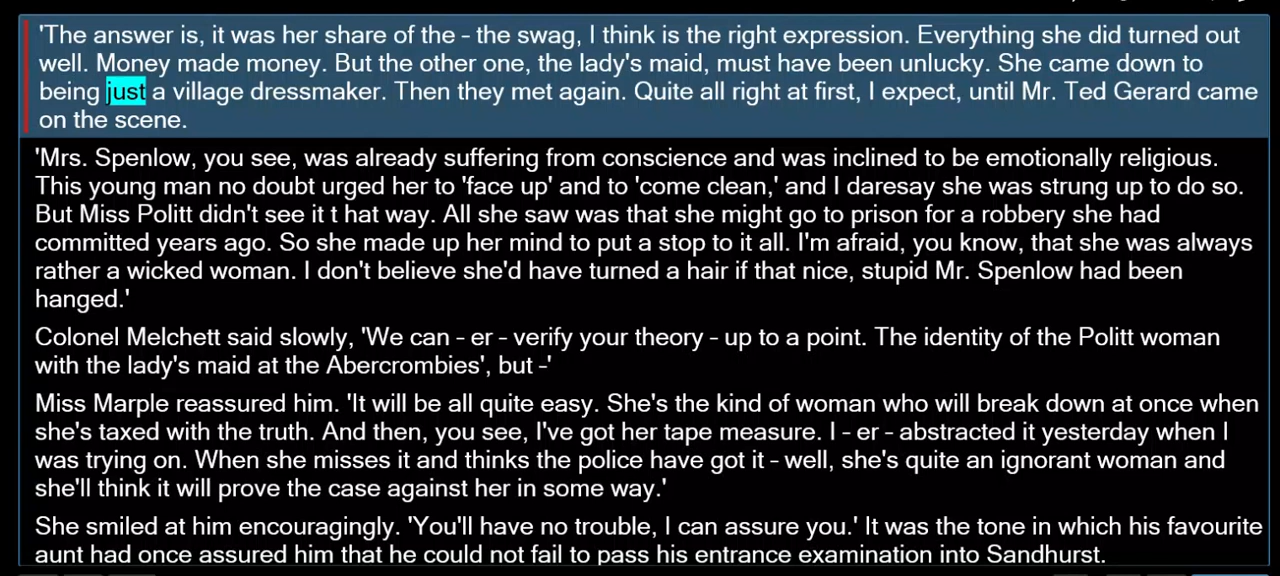 'The answer is, it was her share of the - the swag, I think is the right expression. Everything she did turned out
well. Money made money. But the other one, the lady's maid, must have been unlucky. She came down to
being just a village dressmaker. Then they met again. Quite all right at first, I expect, until Mr. Ted Gerard came
on the scene.
'Mrs. Spenlow, you see, was already suffering from conscience and was inclined to be emotionally religious.
This young man no doubt urged her to 'face up' and to 'come clean,' and I daresay she was strung up to do so.
But Miss Politt didn't see it t hat way. All she saw was that she might go to prison for a robbery she had
committed years ago. So she made up her mind to put a stop to it all. I'm afraid, you know, that she was always
rather a wicked woman. I don't believe she'd have turned a hair if that nice, stupid Mr. Spenlow had been
hanged.'
Colonel Melchett said slowly, 'We can - er - verify your theory - up to a point. The identity of the Politt woman
with the lady's maid at the Abercrombies', but -'
Miss Marple reassured him. 'It will be all quite easy. She's the kind of woman who will break down at once when
she's taxed with the truth. And then, you see, I've got her tape measure. I - er - abstracted it yesterday when I
was trying on. When she misses it and thinks the police have got it - well, she's quite an ignorant woman and
she'll think it will prove the case against her in some way.'
She smiled at him encouragingly. 'You'll have no trouble, I can assure you.' It was the tone in which his favourite
aunt had once assured him that he could not fail to pass his entrance examination into Sandhurst.